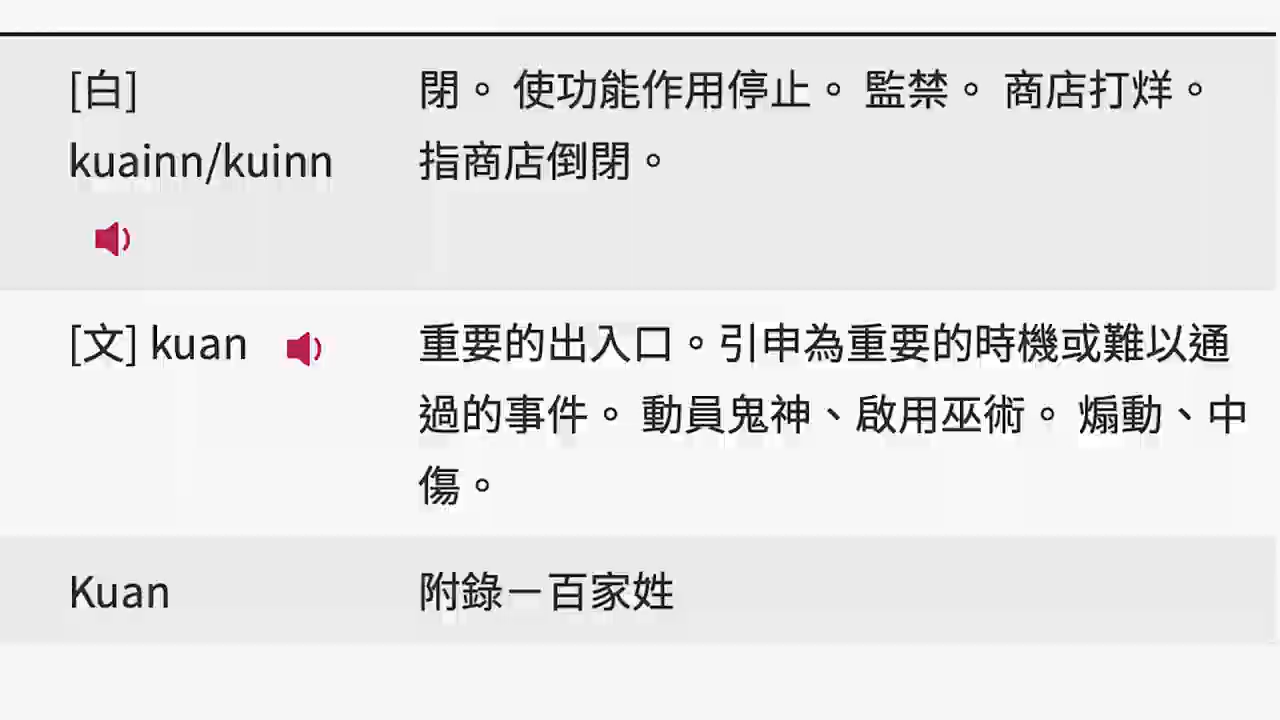 [白]
kuainn/kuinn
閉。 使功能作用停止。 監禁。 商店打烊。
指商店倒閉。
[文] kuan
重要的出入口。引申為重要的時機或難以通
過的事件。 動員鬼神、啟用巫術。 煽動、中
傷。
Kuan
附錄－百家姓